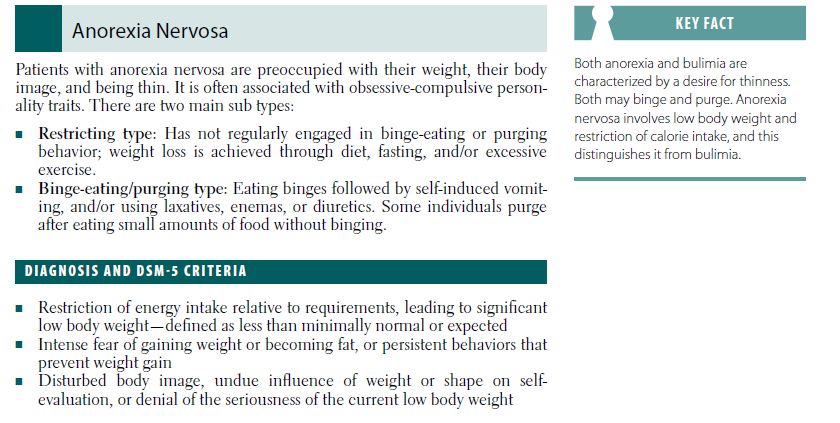 Anorexia Nervosa
Patients with anorexia nervosa are preoccupied with their weight, their body
image, and being thin. It is often associated with obsessive-compulsive person-
ality traits. There are two main sub types:
■ Restricting type: Has not regularly engaged in binge-eating or purging
behavior; weight loss is achieved through diet, fasting, and/or excessive
exercise.
■ Binge-eating/purging type: Eating binges followed by self-induced vomit-
ing, and/or using laxatives, enemas, or diuretics. Some individuals purge
after eating small amounts of food without binging.
DIAGNOSIS AND DSM-5 CRITERIA
■ Restriction of energy intake relative to requirements, leading to significant
low body weight—defined as less than minimally normal or expected
■ Intense fear of gaining weight or becoming fat, or persistent behaviors that
prevent weight gain
■ Disturbed body image, undue influence of weight or shape on self-
evaluation, or denial of the seriousness of the current low body weight
KEY FACT
Both anorexia and bulimia are
characterized by a desire for thinness.
Both may binge and purge. Anorexia
nervosa involves low body weight and
restriction of calorie intake, and this
distinguishes it from bulimia.